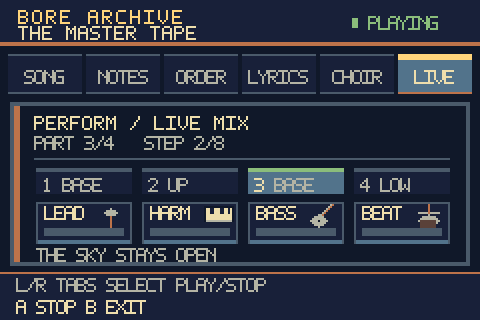 BORE ARCHIVE
THE MASTER TAPE
PLAYING
SONG NOTES ORDER LYRICS CHOIR LIVE
PERFORM / LIVE MIX
PART 3/4 STEP 2/8
1 BASE 2 UP 3 BASE 4 LOW
LEAD HARM BASS BEAT
THE SKY STAYS OPEN
L/R TABS SELECT PLAY/STOP
A STOP B EXIT